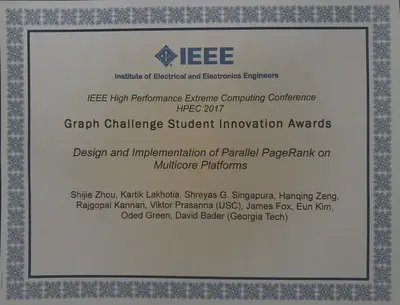 IEEE
Institute of Electrical and Electronics Engineers
IEEE High Performance Extreme Computing Conference
HPEC 2017
Graph Challenge Student Innovation Awards
Design and Implementation of Parallel PageRank on
Multicore Platforms
Shijie Zhou, Kartik Lakhotia, Shreyas G. Singapura, Hanqing Zeng,
Rajgopal Kannan, Viktor Prasanna (USC), James Fox, Eun Kim,
Oded Green, David Bader (Georgia Tech)